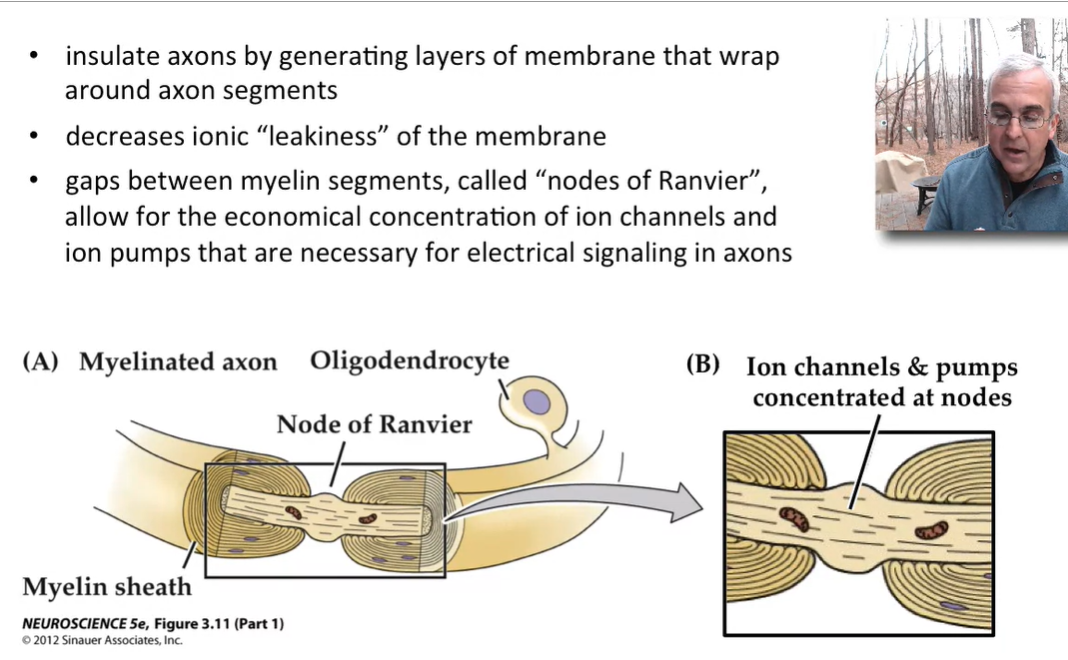 • insulate axons by generating layers of membrane that wrap
around axon segments
• decreases ionic “leakiness” of the membrane
• gaps between myelin segments, called “nodes of Ranvier”,
allow for the economical concentration of ion channels and
ion pumps that are necessary for electrical signaling in axons
(A) Myelinated axon
Oligodendrocyte
Node of Ranvier
Myelin sheath
(B) Ion channels & pumps
concentrated at nodes
NEUROSCIENCE 5e, Figure 3.11 (Part 1)
© 2012 Sinauer Associates, Inc.